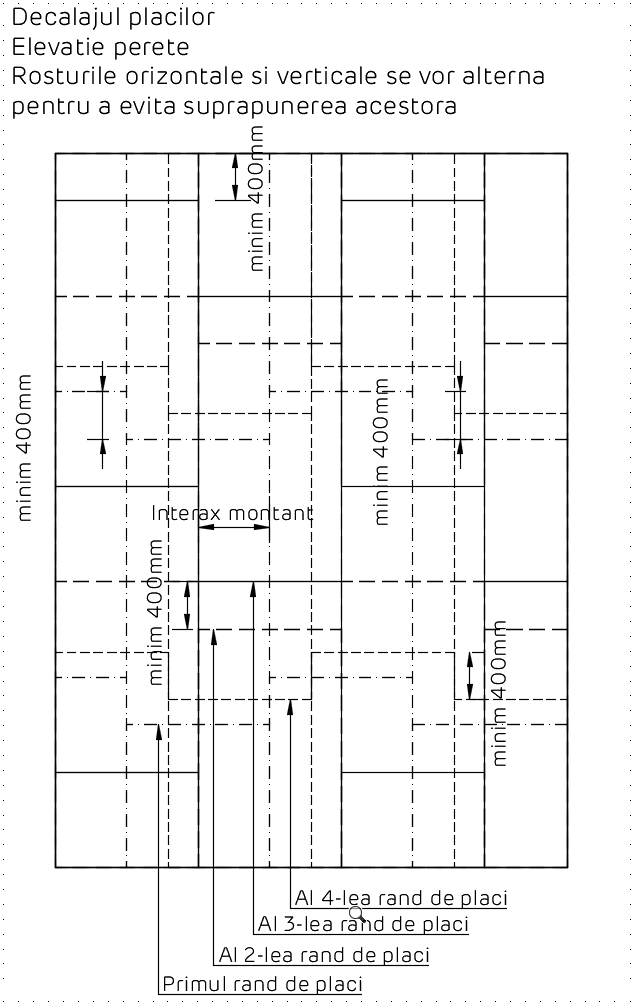 Decalajul placilor
Elevatie perete
Rosturile orizontale si verticale se vor alterna
pentru a evita suprapunerea acestora
minim 400mm
minim 400mm
minim 400mm
Interax montant
minim 400mm
minim 400mm
Al 4-lea rand de placi
Al 3-lea rand de placi
Al 2-lea rand de placi
Primul rand de placi